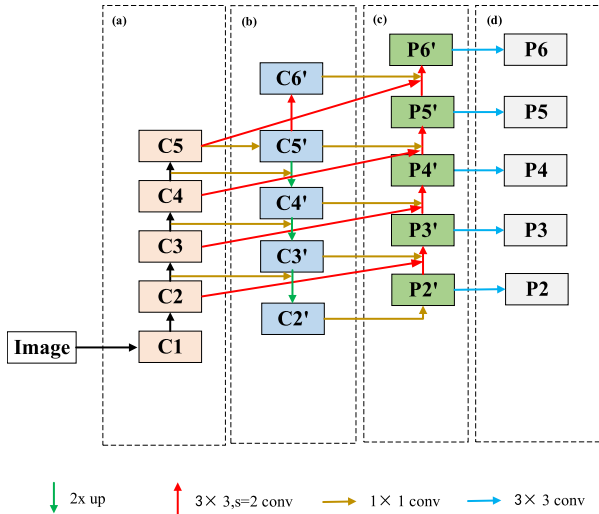 (a) (b) (c) (d)
P6' P6
C6'
P5' P5
C5 C5'
P4' P4
C4 C4'
P3' P3
C3 C3'
C2 P2' P2
C2'
Image C1
2x up 3× 3,s=2 conv 1× 1 conv 3× 3 conv